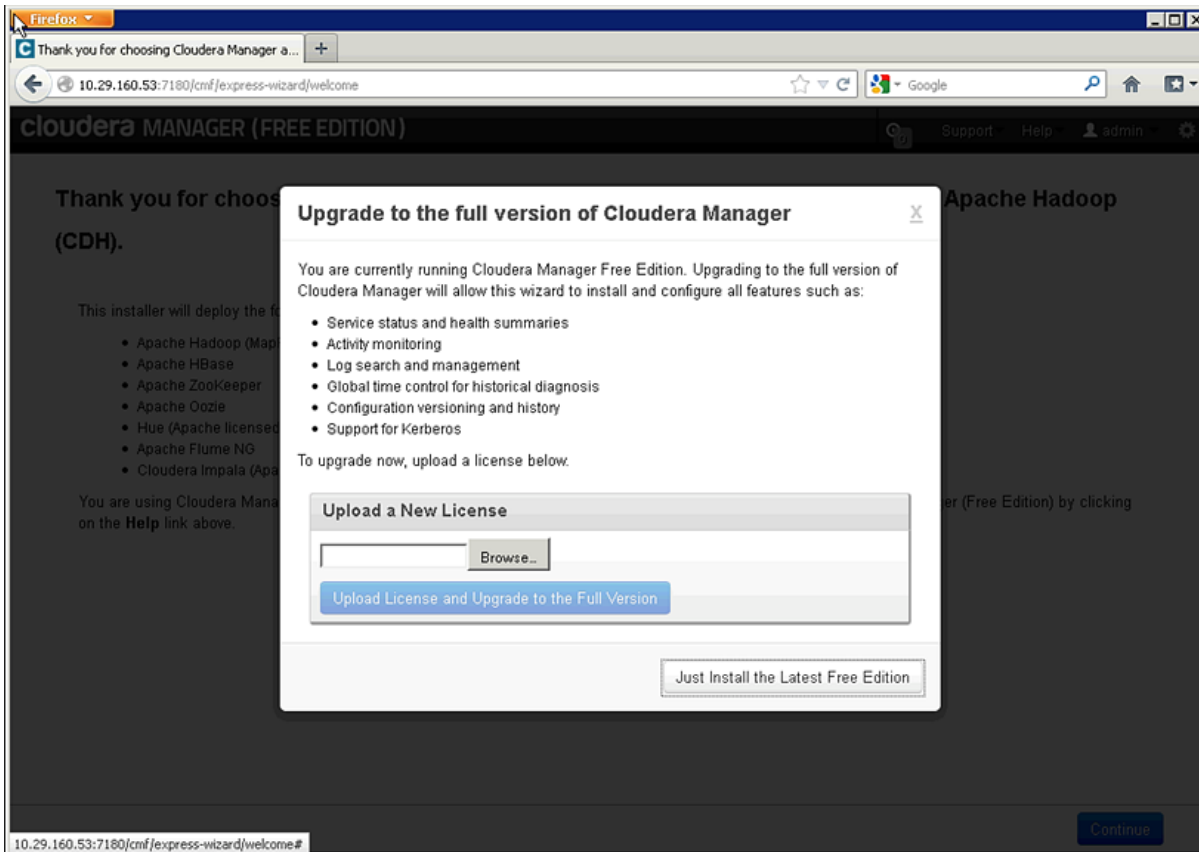 Firefox
Thank you for choosing Cloudera Manager a...
10.29.160.53:7180/cmf/express-wizard/welcome
Google
cloudera MANAGER (FREE EDITION)
Support
Help
admin
Thank you for choos
Apache Hadoop
(CDH).
This installer will deploy the fo
Apache Hadoop (Map
Apache HBase
Apache ZooKeeper
Apache Oozie
Hue (Apache licensed
Apache Flume NG
Cloudera Impala (Apa
You are using Cloudera Mana
er (Free Edition) by clicking
on the Help link above.
Upgrade to the full version of Cloudera Manager
X
You are currently running Cloudera Manager Free Edition. Upgrading to the full version of
Cloudera Manager will allow this wizard to install and configure all features such as:
Service status and health summaries
Activity monitoring
Log search and management
Global time control for historical diagnosis
Configuration versioning and history
Support for Kerberos
To upgrade now, upload a license below.
Upload a New License
Browse..
Upload License and Upgrade to the Full Version
Just Install the Latest Free Edition
Continue
10.29.160.53:7180/cmf/express-wizard/welcome#